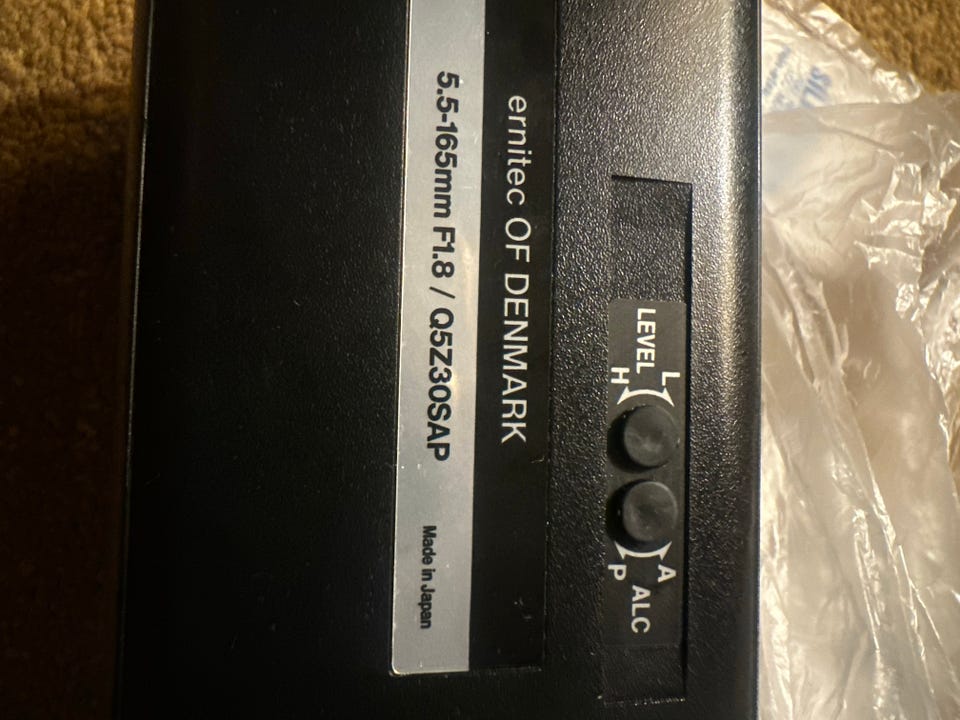 ernitec OF DENMARK
5.5-165mm F1.8 / Q5Z30SAP Made in Japan
LEVEL
L
H
A
P
ALC